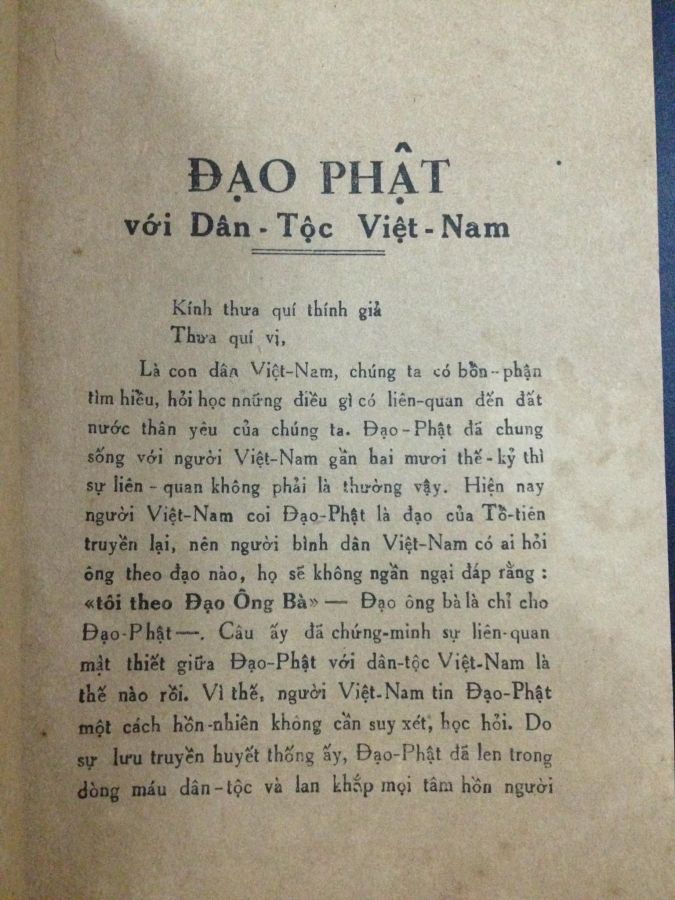 ĐẠO PHẬT
với Dân - Tộc Việt - Nam
Kính thưa quí thính giả
Thưa quí vị,
Là con dân Việt-Nam, chúng ta có bổn-phận
tìm hiểu, hỏi học những điều gì có liên-quan đến đất
nước thân yêu của chúng ta. Đạo-Phật đã chung
sống với người Việt-Nam gần hai mươi thế-kỷ thì
sự liên-quan không phải là thường vậy. Hiện nay
người Việt-Nam coi Đạo-Phật là đạo của Tổ-tiên
truyền lại, nên người bình dân Việt-Nam có ai hỏi
ông theo đạo nào, họ sẽ không ngần ngại đáp rằng :
«tôi theo Đạo Ông Bà» — Đạo ông bà là chỉ cho
Đạo-Phật —. Câu ấy đã chứng-minh sự liên-quan
mật thiết giữa Đạo-Phật với dân-tộc Việt-Nam là
thế nào rồi. Vì thế, người Việt-Nam tin Đạo-Phật
một cách hồn-nhiên không cần suy xét, học hỏi. Do
sự lưu truyền huyết thống ấy, Đạo-Phật đã len trong
dòng máu dân-tộc và lan khắp mọi tâm hồn người